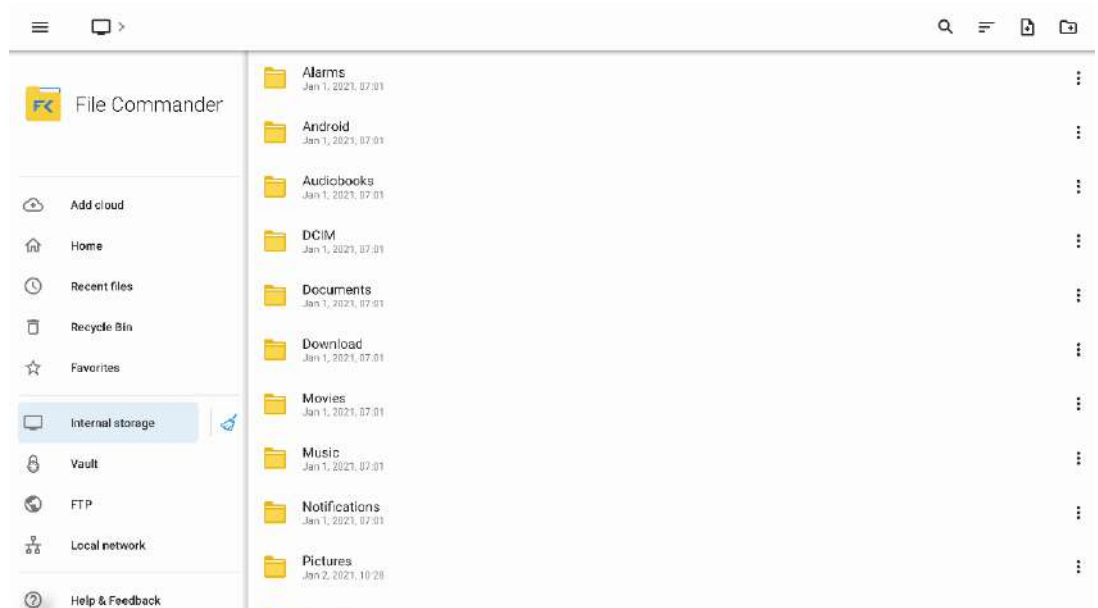 File Commander
Add cloud
Home
Recent files
Recycle Bin
Favorites
Internal storage
Vault
FTP
Local network
Help & Feedback
Alarms
Jan 1, 2021, 07:01
Android
Jan 1, 2021, 07:01
Audiobooks
Jan 1, 2021, 07:01
DCIM
Jan 1, 2021, 07:01
Documents
Jan 1, 2021, 07:01
Download
Jan 1, 2021, 07:01
Movies
Jan 1, 2021, 07:01
Music
Jan 1, 2021, 07:01
Notifications
Jan 1, 2021, 07:01
Pictures
Jan 2, 2021, 10:28